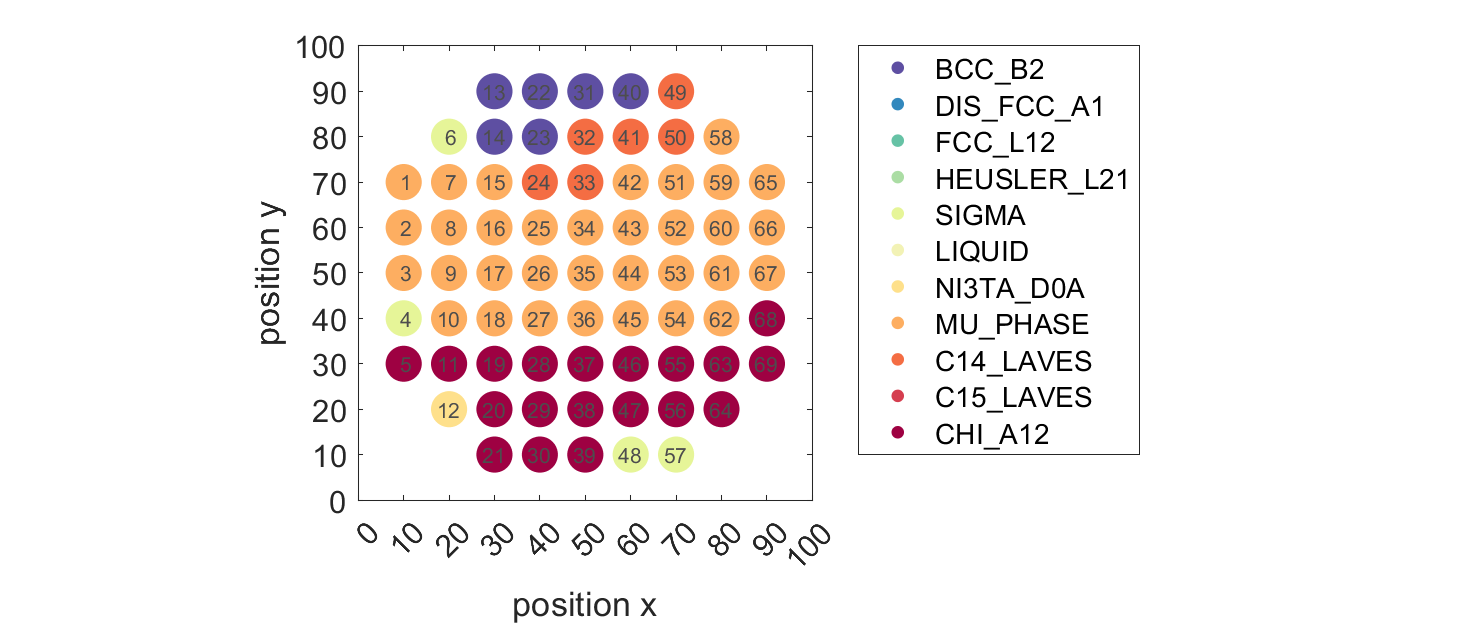 100
90
80
70
60
50
40
30
20
10
0
position y
13 22 31 40 49
6 14 23 32 41 50 58
1 7 15 24 33 42 51 59 65
2 8 16 25 34 43 52 60 66
3 9 17 26 35 44 53 61 67
4 10 18 27 36 45 54 62 68
5 11 19 28 37 46 55 63 69
12 20 29 38 47 56 64
21 30 39 48 57
0 10 20 30 40 50 60 70 80 90 100
position x
BCC_B2
DIS_FCC_A1
FCC_L12
HEUSLER_L21
SIGMA
LIQUID
NI3TA_D0A
MU_PHASE
C14_LAVES
C15_LAVES
CHI_A12